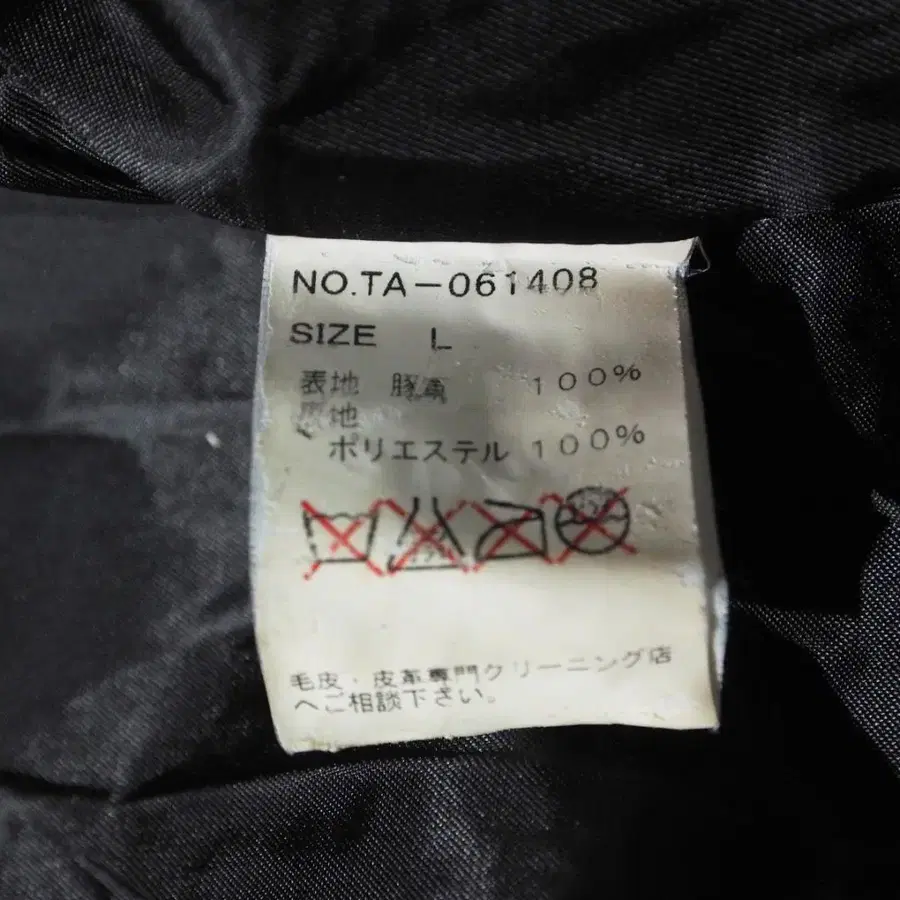 NO.TA-061408
SIZE L
表地 豚革 100%
裏地
ポリエステル 100%
毛皮・皮革専門クリーニング店
へご相談下さい。